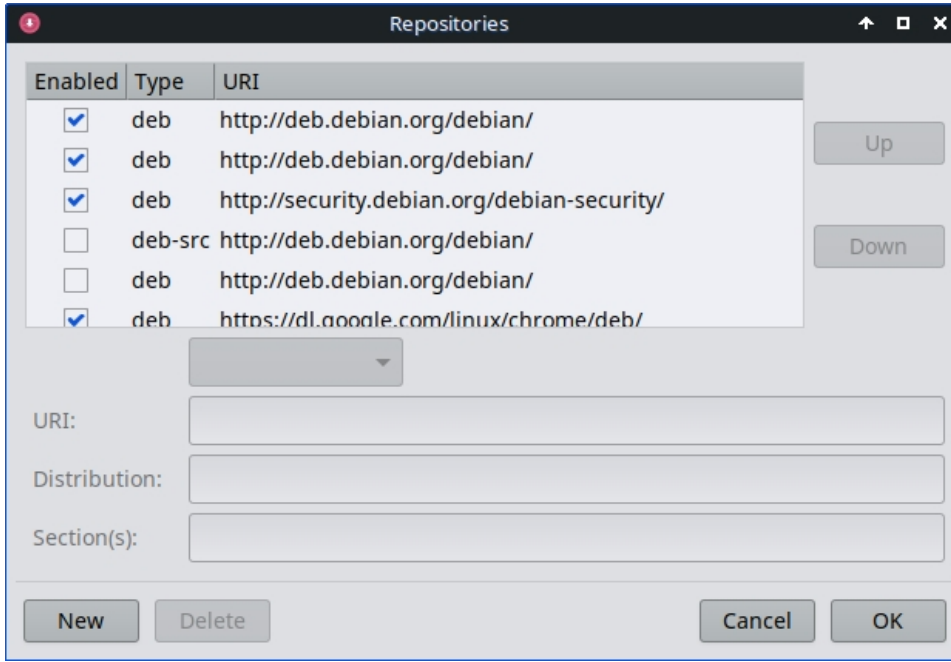 Repositories
Enabled Type URI
deb http://deb.debian.org/debian/
deb http://deb.debian.org/debian/
deb http://security.debian.org/debian-security/
deb-src http://deb.debian.org/debian/
deb http://deb.debian.org/debian/
deb https://dl.google.com/linux/chrome/deb/
Up
Down
URI:
Distribution:
Section(s):
New Delete Cancel OK